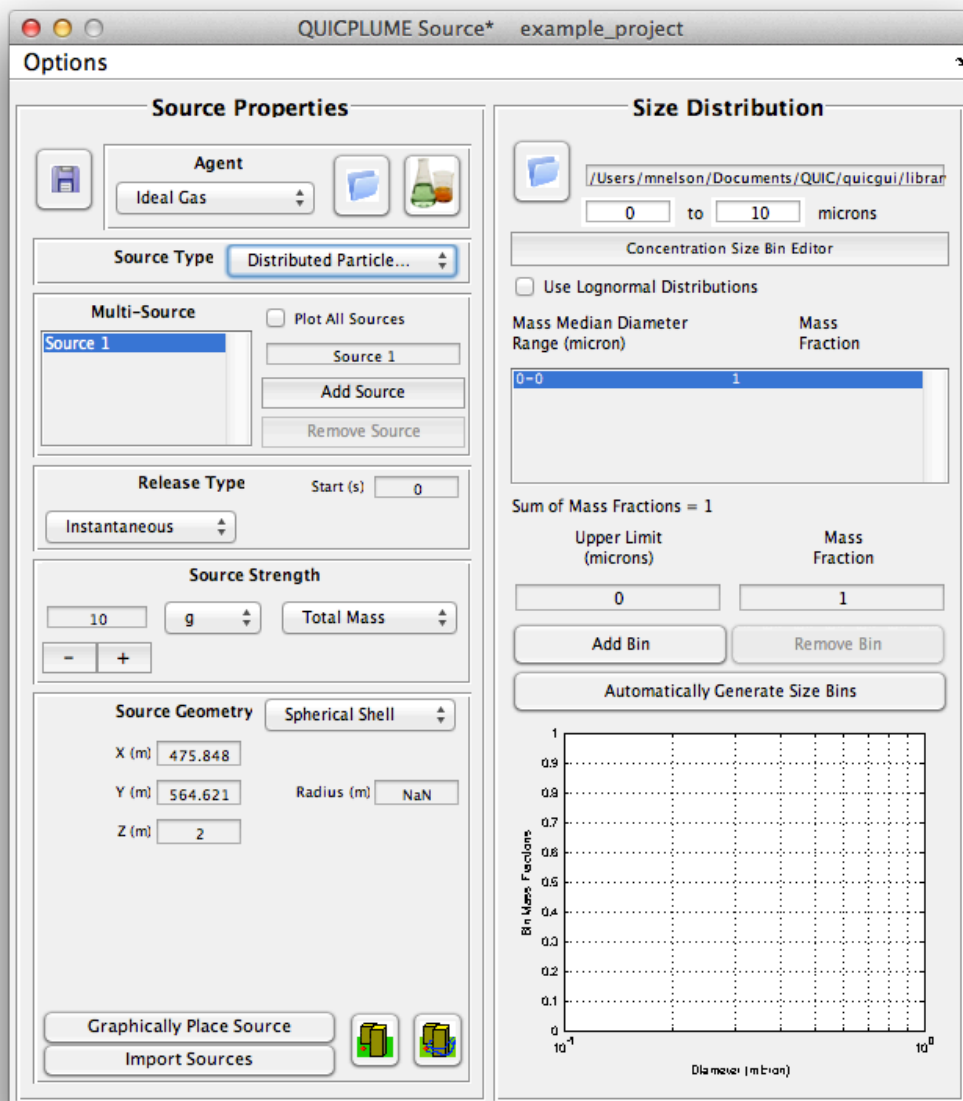 QUICPLUME Source* example_project
Options
Source Properties
Agent
Ideal Gas
Source Type
Distributed Particle...
Multi-Source
Source 1
Plot All Sources
Source 1
Add Source
Remove Source
Release Type
Start (s)
0
Instantaneous
Source Strength
10
g
Total Mass
-
+
Source Geometry
Spherical Shell
X (m)
475.848
Y (m)
564.621
Radius (m)
NaN
Z (m)
2
Graphically Place Source
Import Sources
Size Distribution
/Users/mnelson/Documents/QUIC/quicgui/librar
0 to 10 microns
Concentration Size Bin Editor
Use Lognormal Distributions
Mass Median Diameter
Range (micron)
Mass
Fraction
0-0 1
Sum of Mass Fractions = 1
Upper Limit
(microns)
Mass
Fraction
0
1
Add Bin
Remove Bin
Automatically Generate Size Bins
1
0.9
0.8
0.7
0.6
0.5
0.4
0.3
0.2
0.1
0
Bin Mass Fractions
10-1
100
Diameter (micron)